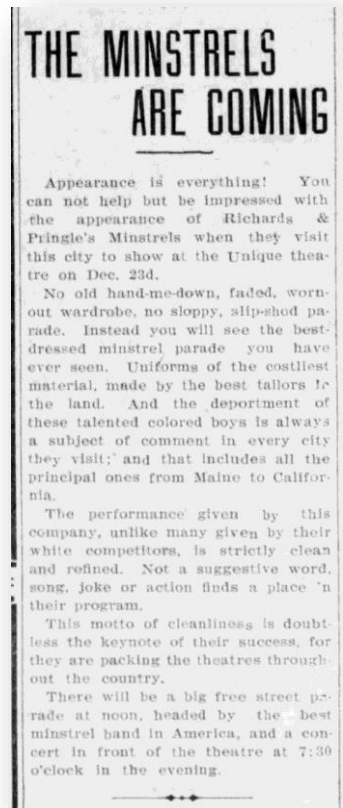 THE MINSTRELS
ARE COMING
Appearance is everything! You
can not help but be impressed with
the appearance of Richards &
Pringle's Minstrels when they visit
this city to show at the Unique thea-
tre on Dec. 23d.
No old hand-me-down, faded, worn-
out wardrobe, no sloppy, slip-shod pa-
rade. Instead you will see the best-
dressed minstrel parade you have
ever seen. Uniforms of the costliest
material, made by the best tailors in
the land. And the deportment of
these talented colored boys is always
a subject of comment in every city
they visit; and that includes all the
principal ones from Maine to Califor-
nia.
The performance given by this
company, unlike many given by their
white competitors, is strictly clean
and refined. Not a suggestive word,
song, joke or action finds a place 'n
their program.
This motto of cleanliness is doubt-
less the keynote of their success, for
they are packing the theatres through-
out the country.
There will be a big free street pa-
rade at noon, headed by the best
minstrel band in America, and a con-
cert in front of the theatre at 7:30
o'clock in the evening.